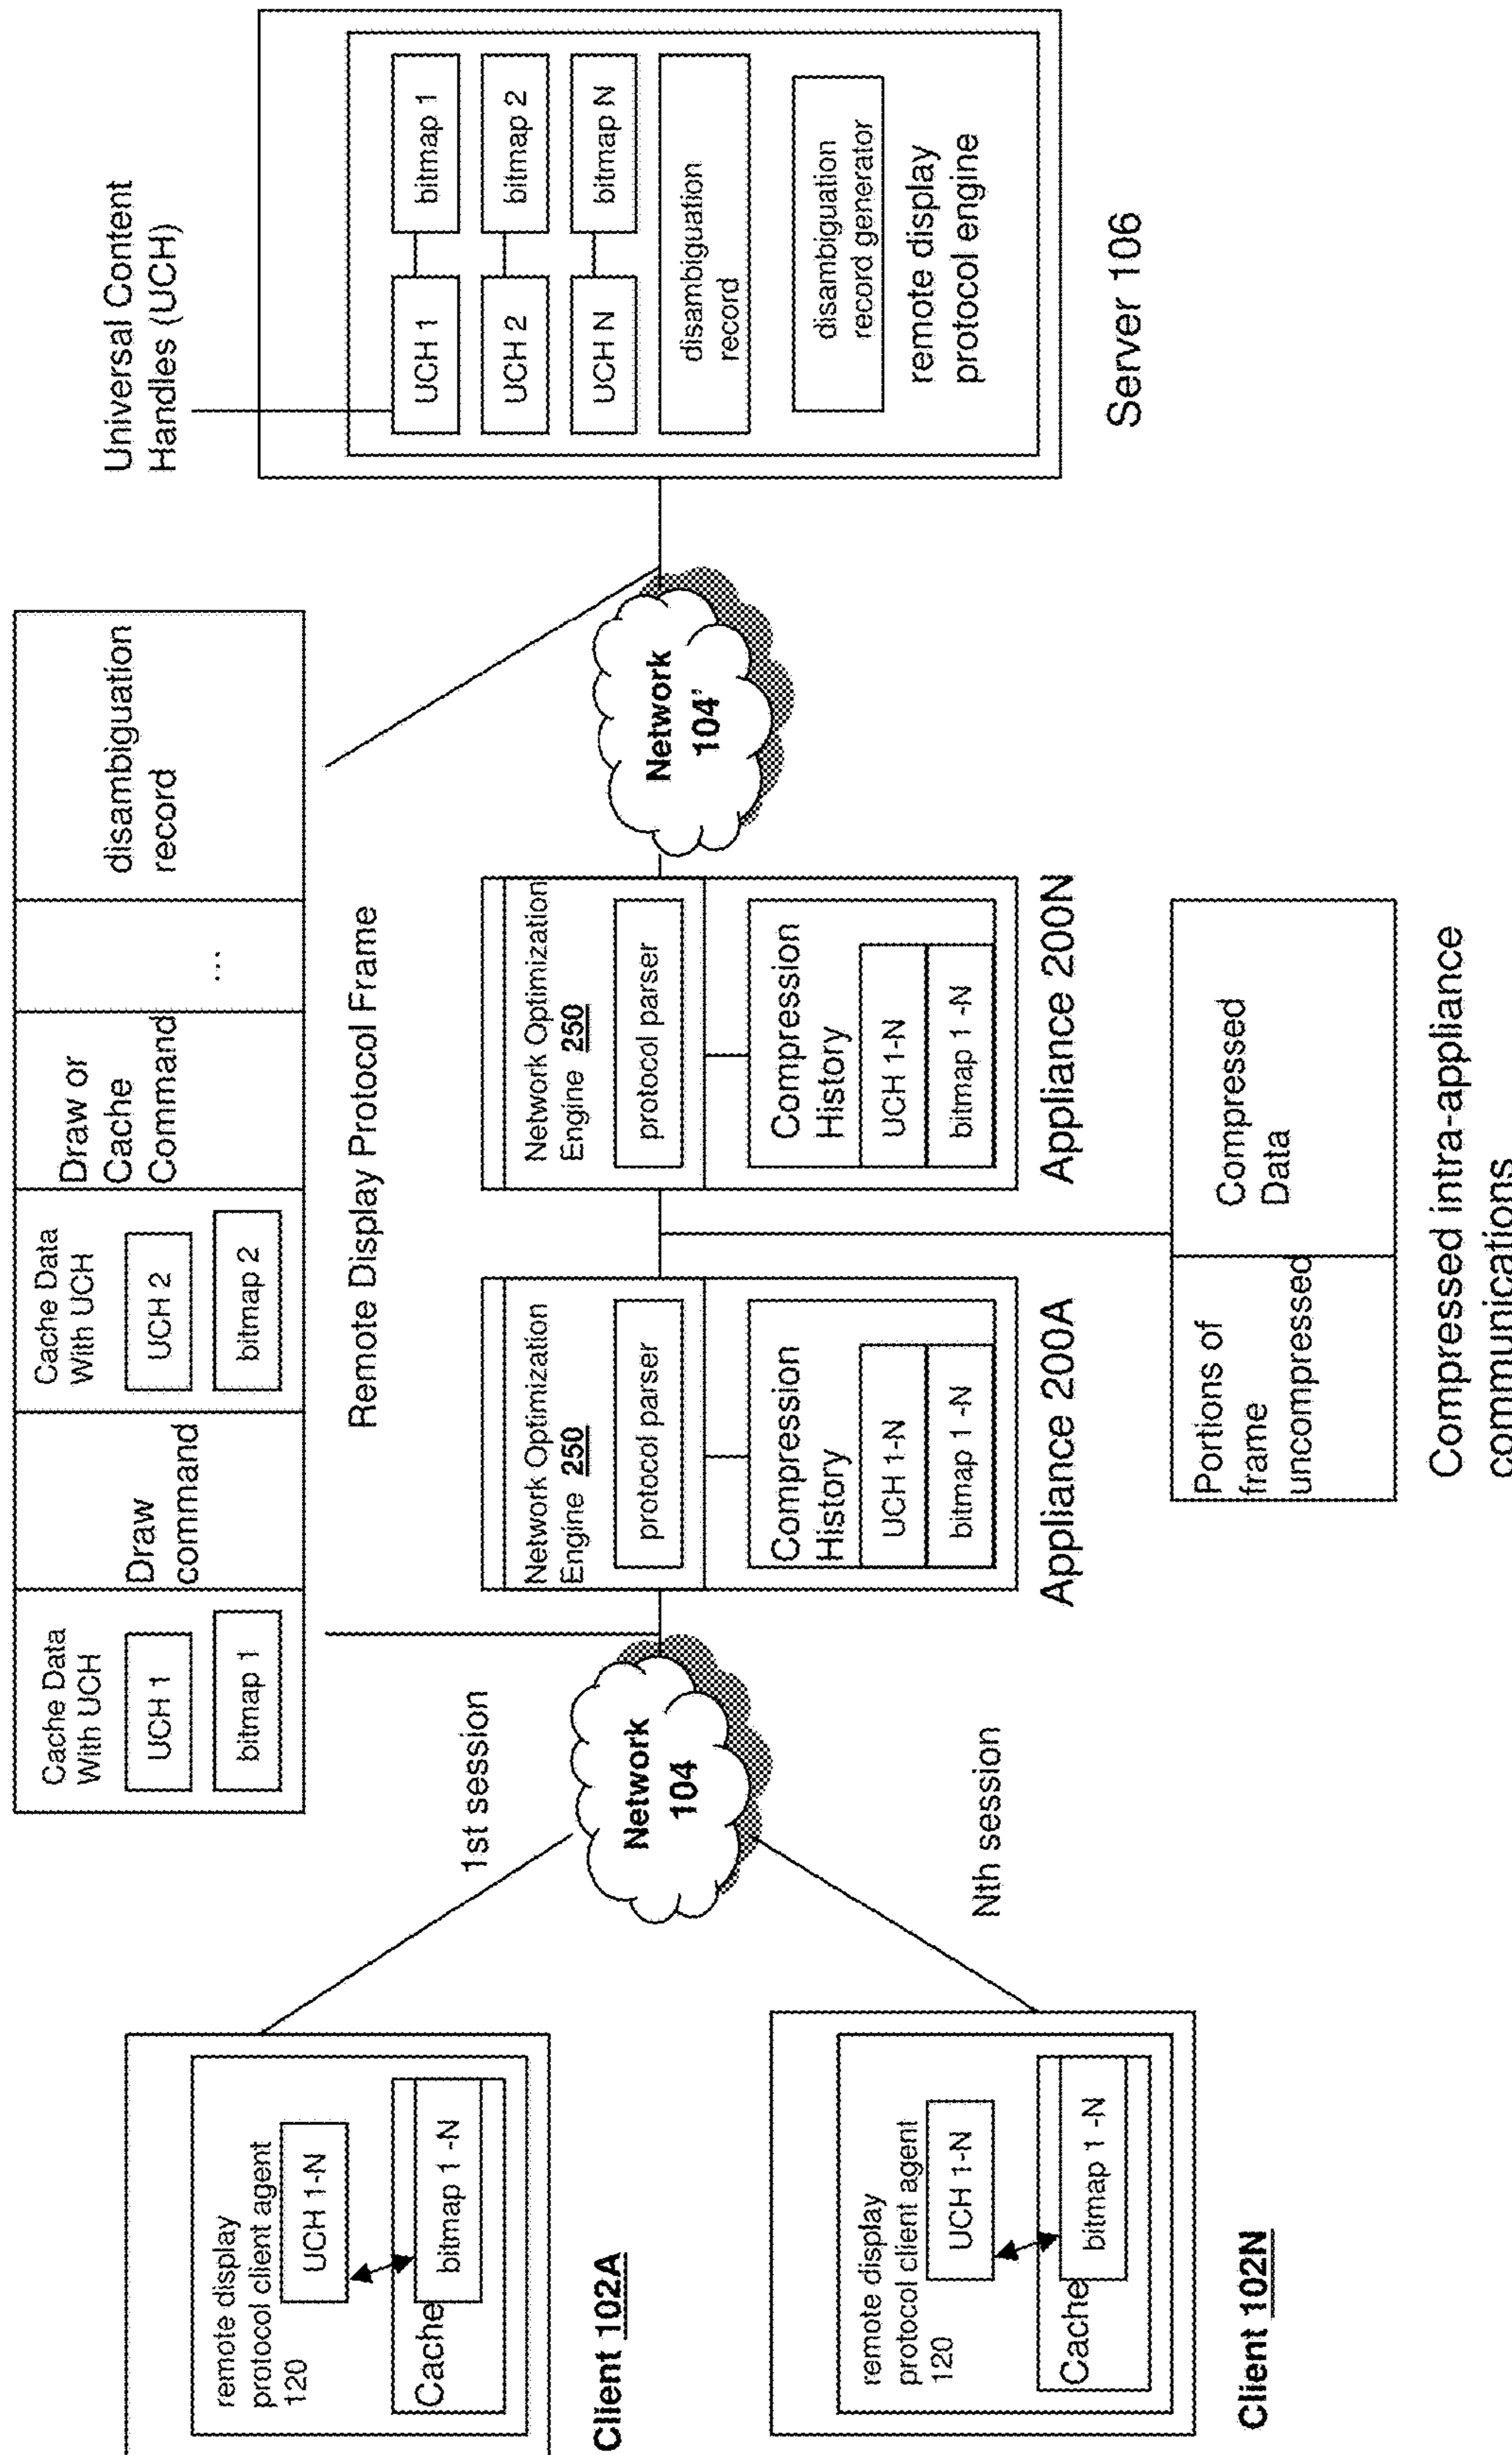 Cache Data
With UCH
UCH 1
bitmap 1
Draw
command
Cache Data
With UCH
UCH 2
bitmap 2
Draw or
Cache
Command
...
disambiguation
record
Remote Display Protocol Frame
Universal Content
Handles (UCH)
remote display
protocol client agent
120
UCH 1-N
Cache
bitmap 1 -N
Client 102A
remote display
protocol client agent
120
UCH 1-N
Cache
bitmap 1 -N
Client 102N
1st session
Nth session
Network
104
Network Optimization
Engine 250
protocol parser
Compression
History
UCH 1-N
bitmap 1 -N
Appliance 200A
Network Optimization
Engine 250
protocol parser
Compression
History
UCH 1-N
bitmap 1 -N
Appliance 200N
Portions of
frame
uncompressed
Compressed
Data
Compressed intra-appliance
communications
Network
104'
UCH 1
bitmap 1
UCH 2
bitmap 2
UCH N
bitmap N
disambiguation
record
disambiguation
record generator
remote display
protocol engine
Server 106